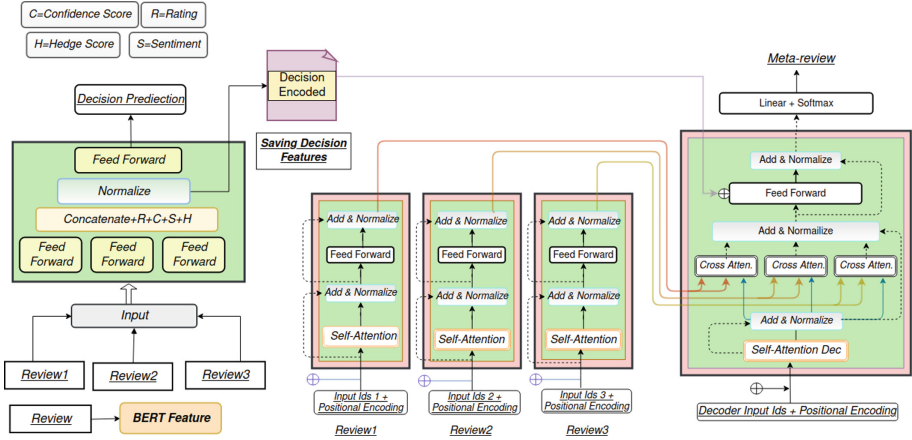 C=Confidence Score
R=Rating
H=Hedge Score
S=Sentiment
Decision Prediection
Feed Forward
Normalize
Concatenate+R+C+S+H
Feed
Forward
Feed
Forward
Feed
Forward
Input
Review1
Review2
Review3
Review
BERT Feature
Decision
Encoded
Saving Decision
Features
Add & Normalize
Feed Forward
Add & Normalize
Self-Attention
Input Ids 1 +
Positional Encoding
Review1
Add & Normalize
Feed Forward
Add & Normalize
Self-Attention
Input Ids 2 +
Positional Encoding
Review2
Add & Normalize
Feed Forward
Add & Normalize
Self-Attention
Input Ids 3 +
Positional Encoding
Review3
Meta-review
Linear + Softmax
Add & Normalize
Feed Forward
Add & Normailize
Cross Atten.
Cross Atten.
Cross Atten.
Add & Normalize
Self-Attention Dec
Decoder Input Ids + Positional Encoding